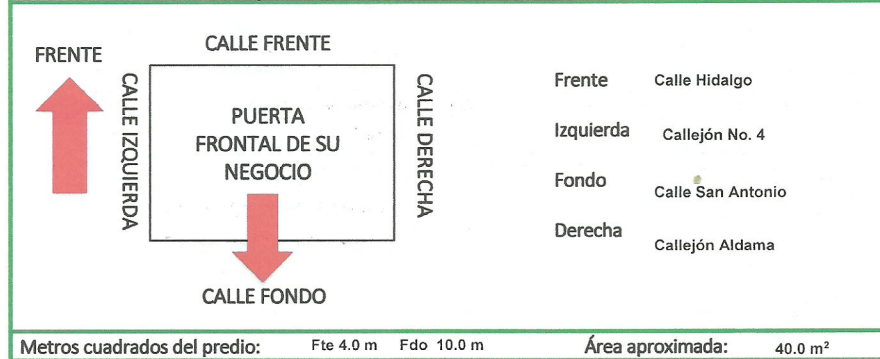 CALLE FRENTE
FRENTE
CALLE IZQUIERDA
PUERTA
FRONTAL DE SU
NEGOCIO
CALLE DERECHA
CALLE FONDO
Frente Calle Hidalgo
Izquierda Callejón No. 4
Fondo Calle San Antonio
Derecha Callejón Aldama
Metros cuadrados del predio: Fte 4.0 m Fdo 10.0 m Área aproximada: 40.0 m²